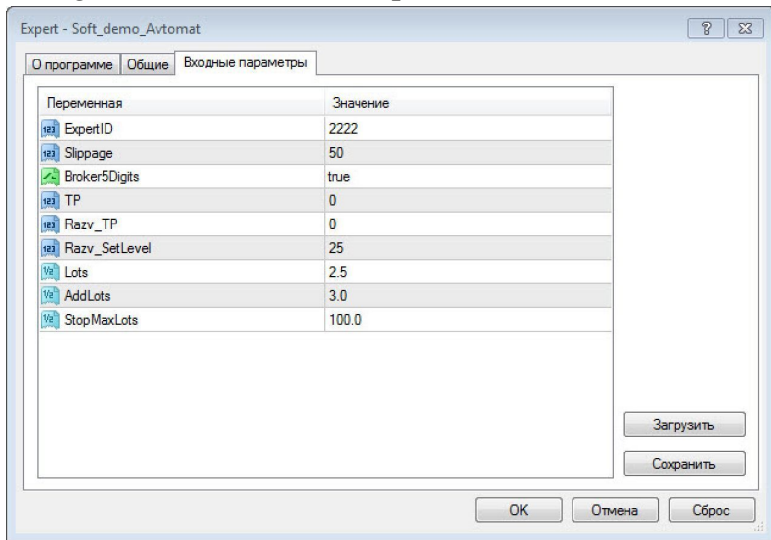 Expert - Soft_demo_Avtomat
О программе Общие Входные параметры
Переменная Значение
ExpertID 2222
Slippage 50
Broker5Digits true
TP 0
Razv_TP 0
Razv_SetLevel 25
Lots 2.5
AddLots 3.0
StopMaxLots 100.0
Загрузить
Сохранить
OK Отмена Сброс